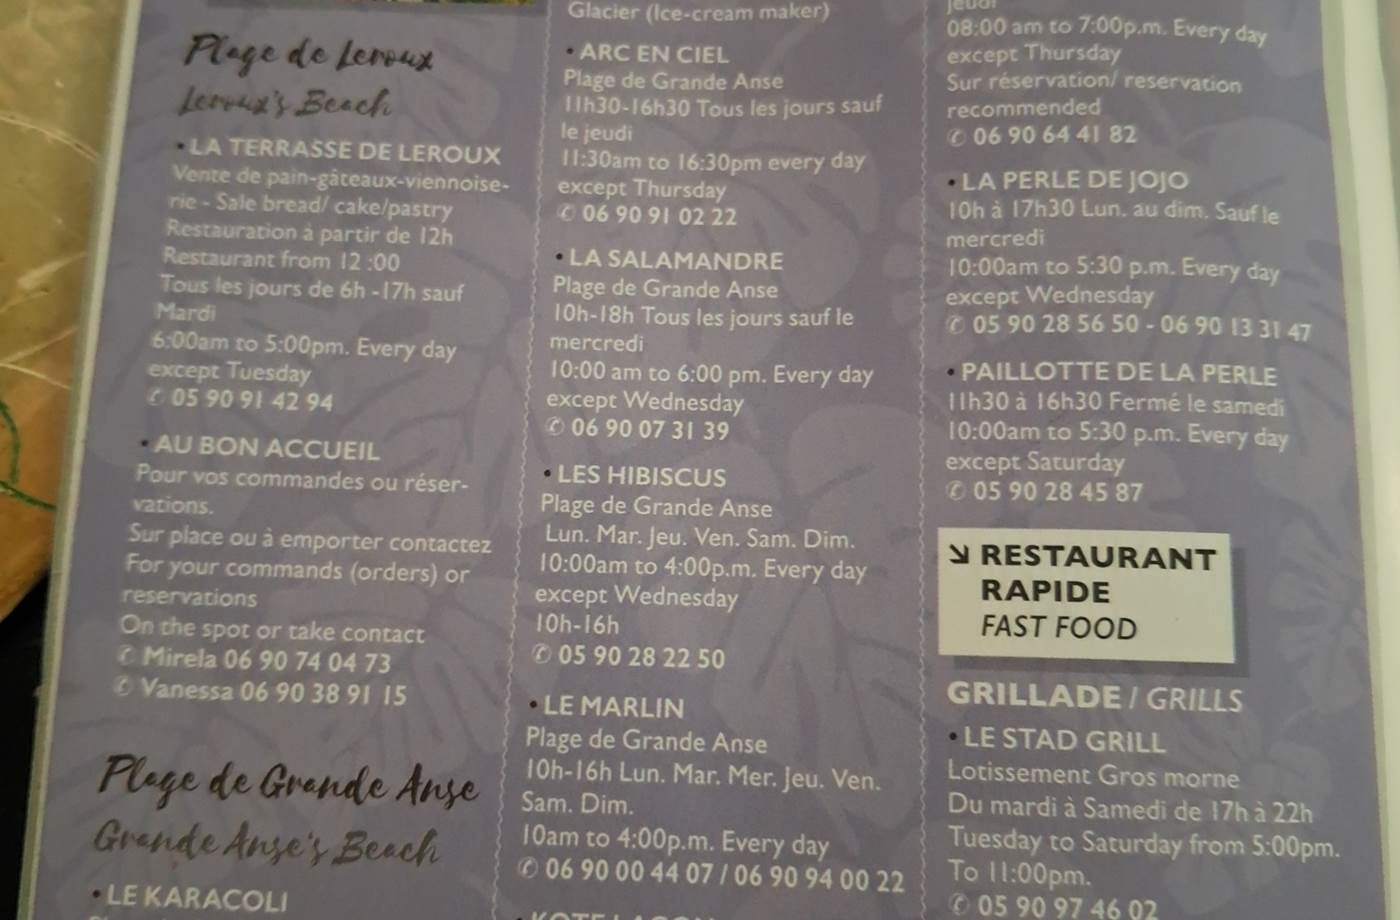 Plage de Leroux
Leroux's Beach
• LA TERRASSE DE LEROUX
Vente de pain-gâteaux-viennoise-
rie - Sale bread/ cake/pastry
Restauration à partir de 12h
Restaurant from 12 :00
Tous les jours de 6h -17h sauf
Mardi
6:00am to 5:00pm. Every day
except Tuesday
✆ 05 90 91 42 94
• AU BON ACCUEIL
Pour vos commandes ou réser-
vations.
Sur place ou à emporter contactez
For your commands (orders) or
reservations
On the spot or take contact
✆ Mirela 06 90 74 04 73
✆ Vanessa 06 90 38 91 15
Plage de Grande Anse
Grande Anse's Beach
• LE KARACOLI
Glacier (Ice-cream maker)
• ARC EN CIEL
Plage de Grande Anse
11h30-16h30 Tous les jours sauf
le jeudi
11:30am to 16:30pm every day
except Thursday
✆ 06 90 91 02 22
• LA SALAMANDRE
Plage de Grande Anse
10h-18h Tous les jours sauf le
mercredi
10:00 am to 6:00 pm. Every day
except Wednesday
✆ 06 90 07 31 39
• LES HIBISCUS
Plage de Grande Anse
Lun. Mar. Jeu. Ven. Sam. Dim.
10:00am to 4:00p.m. Every day
except Wednesday
10h-16h
✆ 05 90 28 22 50
• LE MARLIN
Plage de Grande Anse
10h-16h Lun. Mar. Mer. Jeu. Ven.
Sam. Dim.
10am to 4:00p.m. Every day
✆ 06 90 00 44 07 / 06 90 94 00 22
jeudi
08:00 am to 7:00p.m. Every day
except Thursday
Sur réservation/ reservation
recommended
✆ 06 90 64 41 82
• LA PERLE DE JOJO
10h à 17h30 Lun. au dim. Sauf le
mercredi
10:00am to 5:30 p.m. Every day
except Wednesday
✆ 05 90 28 56 50 - 06 90 13 31 47
• PAILLOTTE DE LA PERLE
11h30 à 16h30 Fermé le samedi
10:00am to 5:30 p.m. Every day
except Saturday
✆ 05 90 28 45 87
RESTAURANT
RAPIDE
FAST FOOD
GRILLADE / GRILLS
• LE STAD GRILL
Lotissement Gros morne
Du mardi à Samedi de 17h à 22h
Tuesday to Saturday from 5:00pm.
To 11:00pm.
✆ 05 90 97 46 02